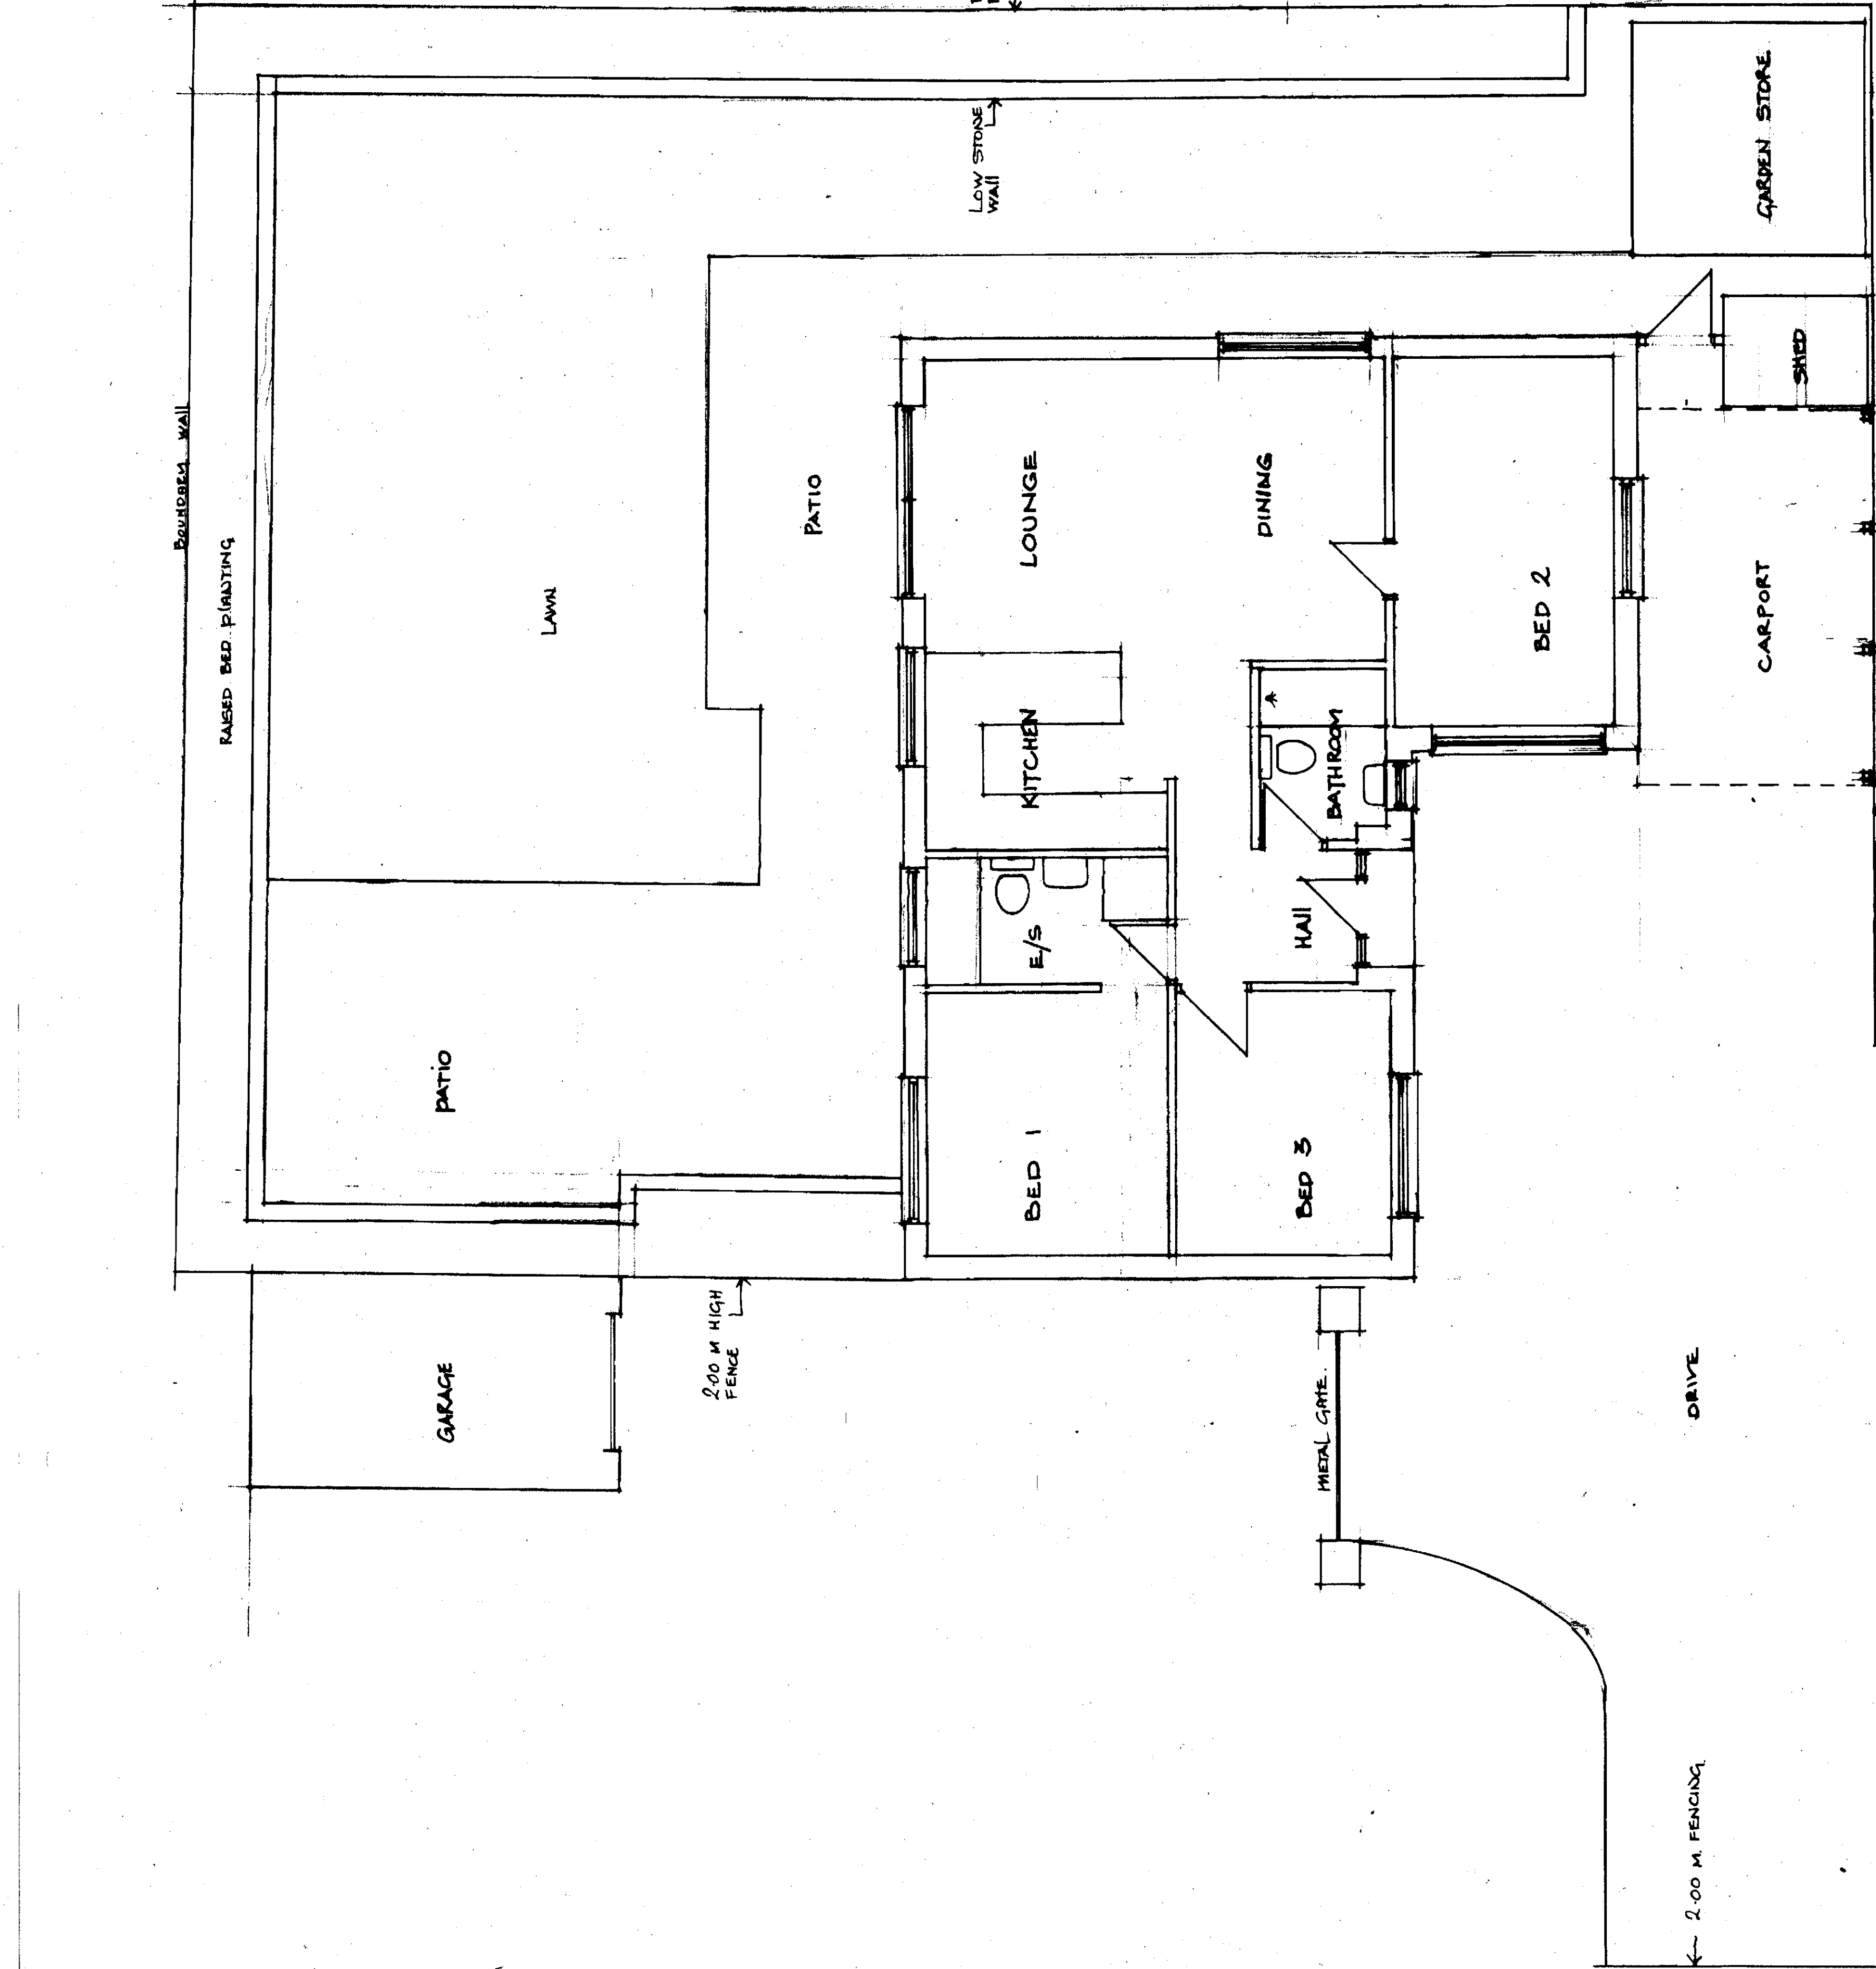 BOUNDARY WAll
RAISED BED PlANTING
LAWN
PATIO
PATIO
LOW STONE
WAll
GARDEN STORE
SHED
CARPORT
LOUNGE
DINING
KITCHEN
BATHROOM
BED 2
E/S
HAll
BED 1
BED 3
GARAGE
2.00 M HIGH
FENCE
METAL GATE.
DRIVE
← 2.00 M. FENCING